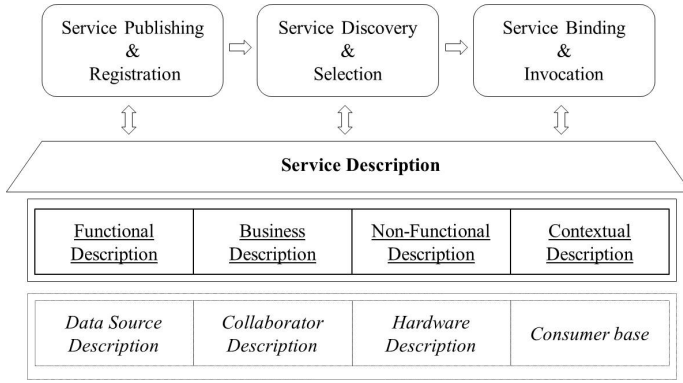 Service Publishing
&
Registration
Service Discovery
&
Selection
Service Binding
&
Invocation
Service Description
Functional
Description
Business
Description
Non-Functional
Description
Contextual
Description
Data Source
Description
Collaborator
Description
Hardware
Description
Consumer base